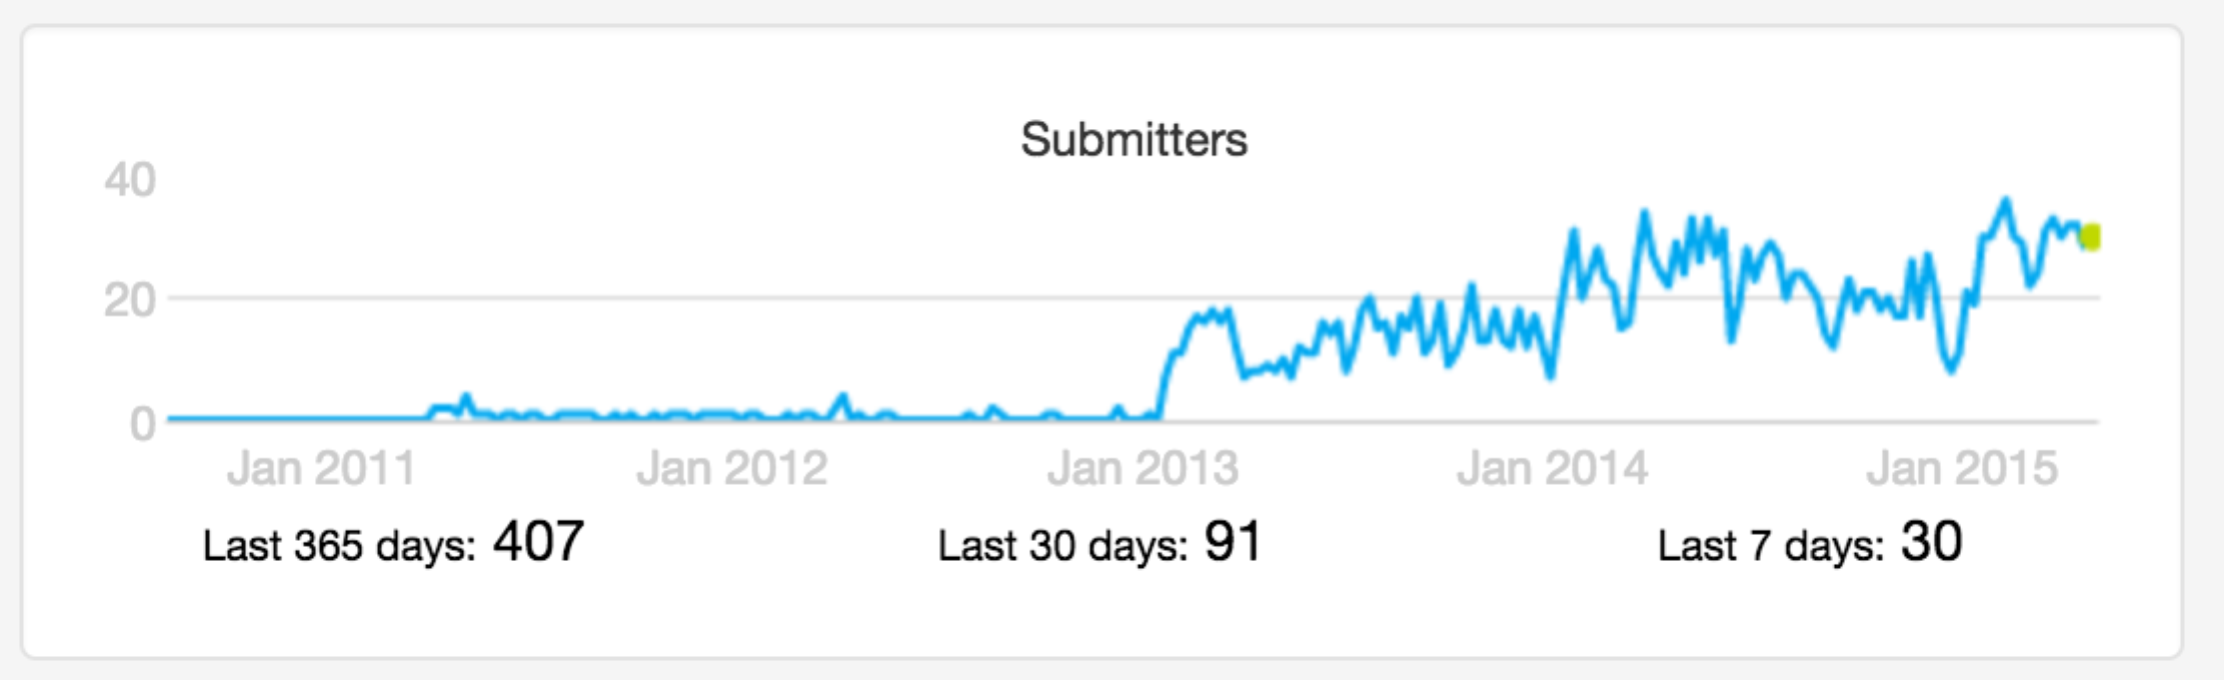 Submitters
40
20
0
Jan 2011 Jan 2012 Jan 2013 Jan 2014 Jan 2015
Last 365 days: 407 Last 30 days: 91 Last 7 days: 30